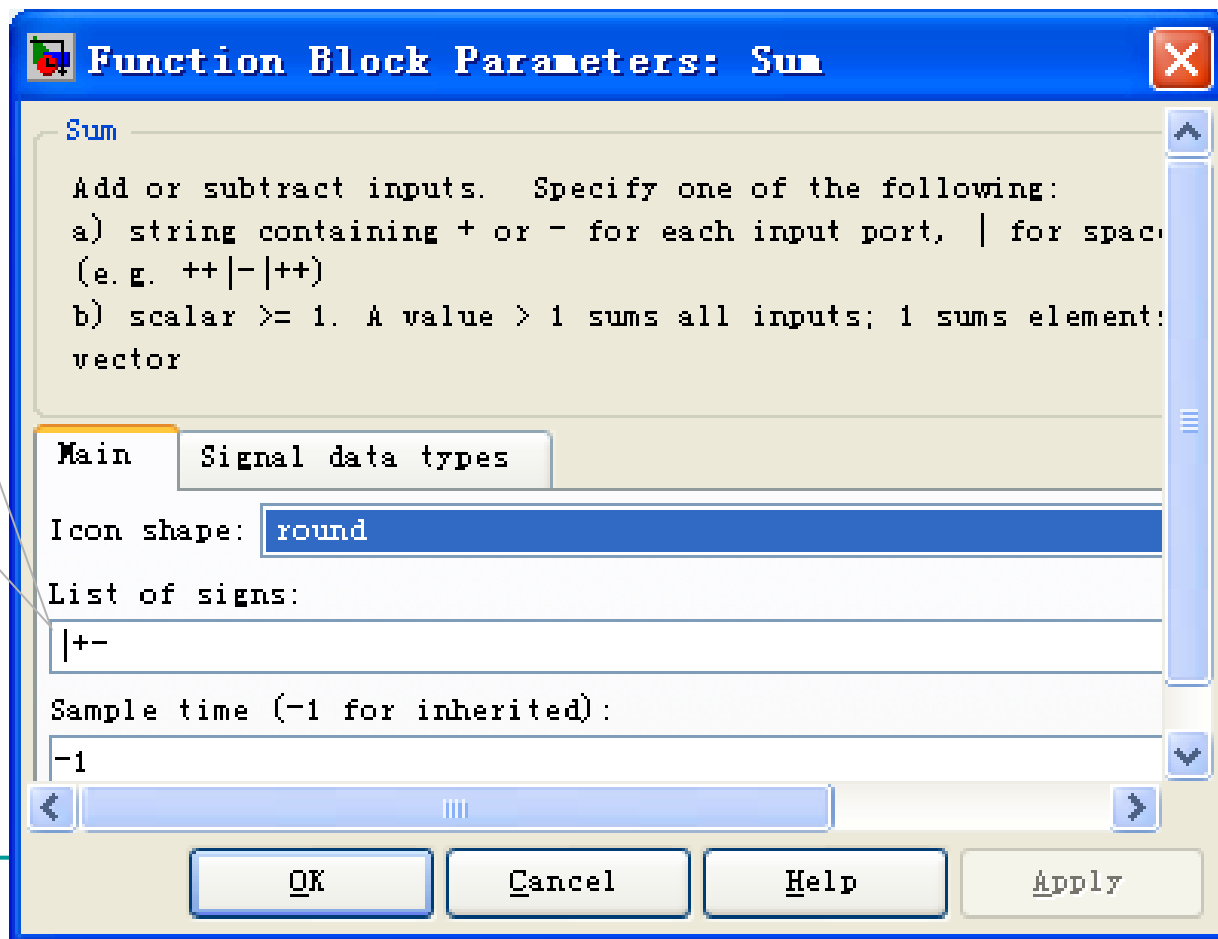 Function Block Parameters: Sum
Sum
Add or subtract inputs.  Specify one of the following:
a) string containing + or - for each input port, | for spac
(e.g. ++|-|++)
b) scalar >= 1. A value > 1 sums all inputs; 1 sums element
vector
Main
Signal data types
Icon shape: round
List of signs:
|+-
Sample time (-1 for inherited):
-1
OK
Cancel
Help
Apply